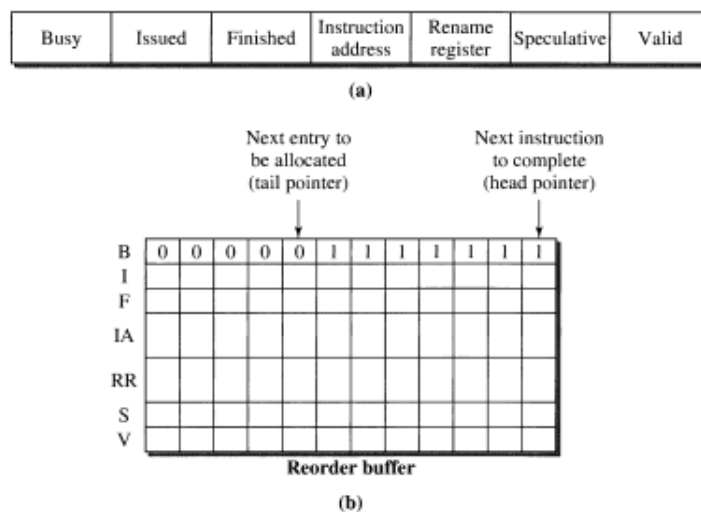 Busy Issued Finished Instruction address Rename register Speculative Valid
(a)
Next entry to
be allocated
(tail pointer)
Next instruction
to complete
(head pointer)
B 0 0 0 0 0 1 1 1 1 1 1 1
I
F
IA
RR
S
V
Reorder buffer
(b)